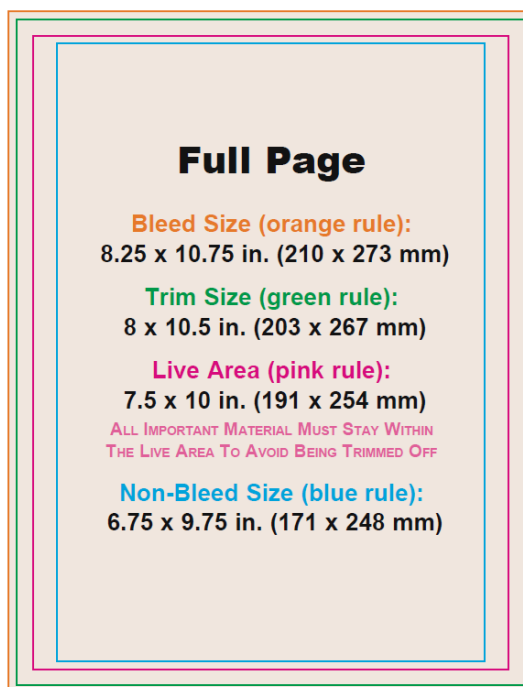 Full Page
Bleed Size (orange rule):
8.25 x 10.75 in. (210 x 273 mm)
Trim Size (green rule):
8 x 10.5 in. (203 x 267 mm)
Live Area (pink rule):
7.5 x 10 in. (191 x 254 mm)
All Important Material Must Stay Within
The Live Area To Avoid Being Trimmed Off
Non-Bleed Size (blue rule):
6.75 x 9.75 in. (171 x 248 mm)